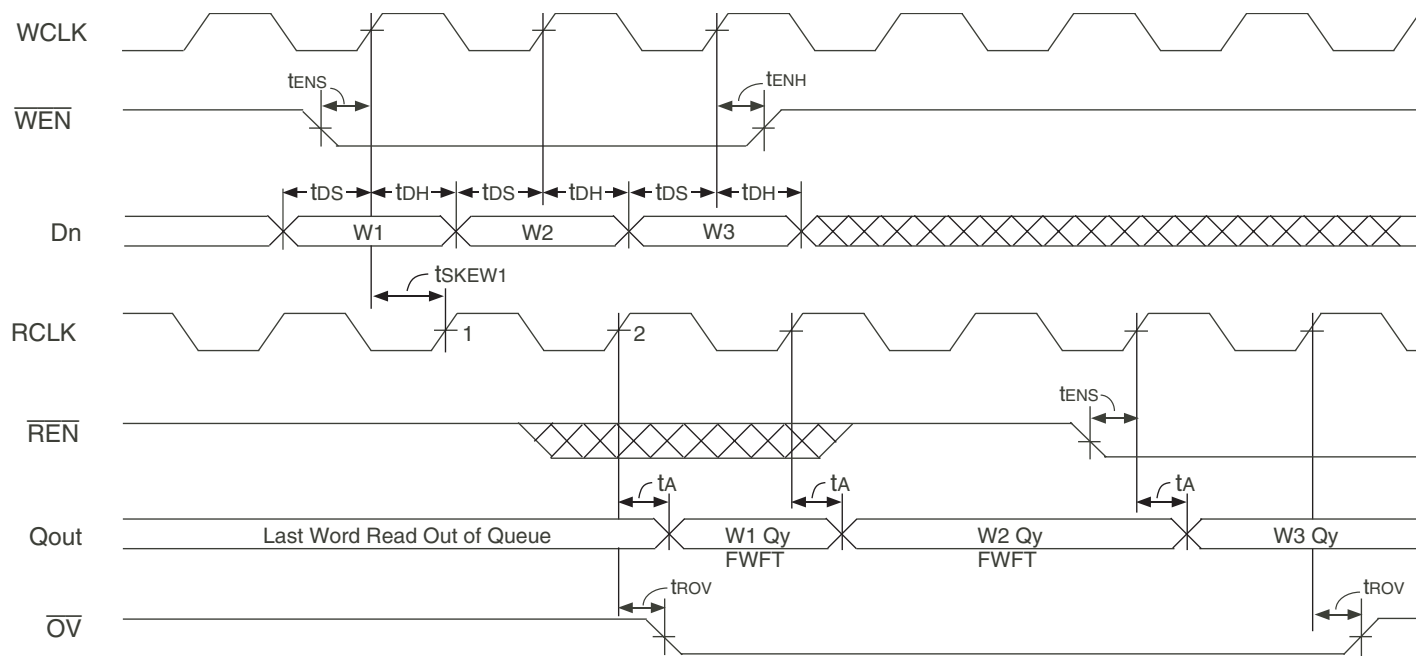 WCLK
tENS
tENH
WEN
tDS tDH tDS tDH tDS tDH
Dn W1 W2 W3
tSKEW1
RCLK 1 2
tENS
REN
tA tA tA
Qout Last Word Read Out of Queue W1 Qy W2 Qy W3 Qy
FWFT FWFT
tROV tROV
OV